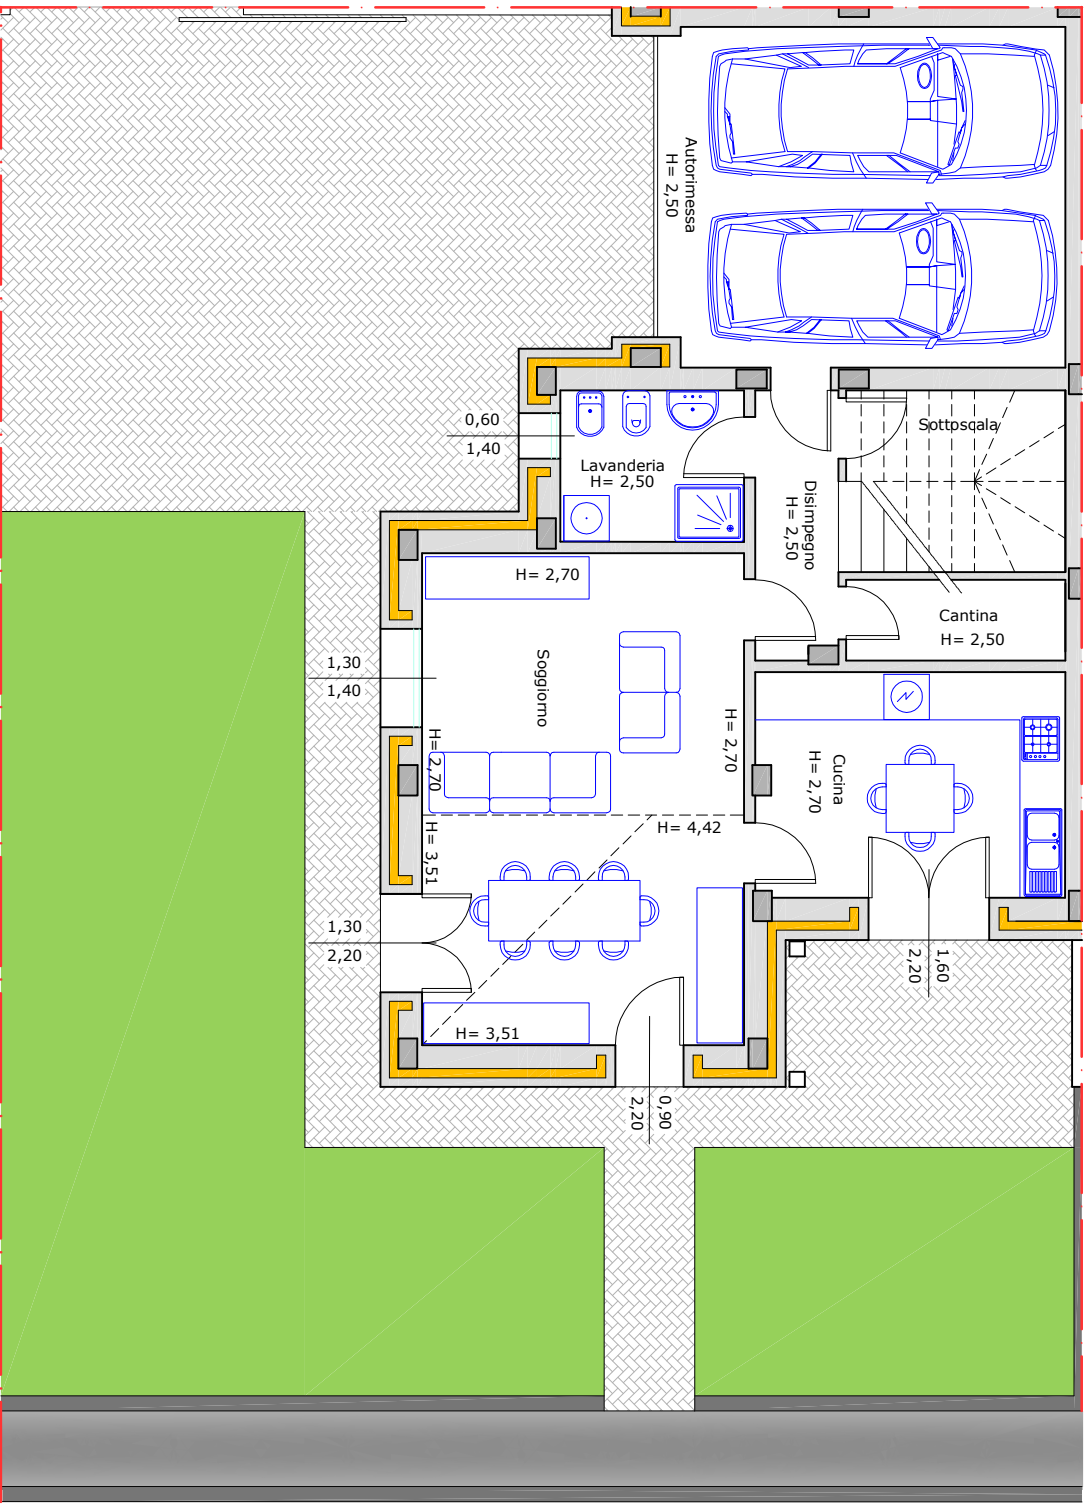 Autorimessa
H= 2,50
0,60
1,40
Lavanderia
H= 2,50
Sottoscala
Disimpegno
H= 2,50
H= 2,70
Cantina
H= 2,50
1,30
1,40
Soggiorno
H= 2,70
H= 2,70
Cucina
H= 2,70
H= 3,51
H= 4,42
1,30
2,20
1,60
2,20
H= 3,51
0,90
2,20